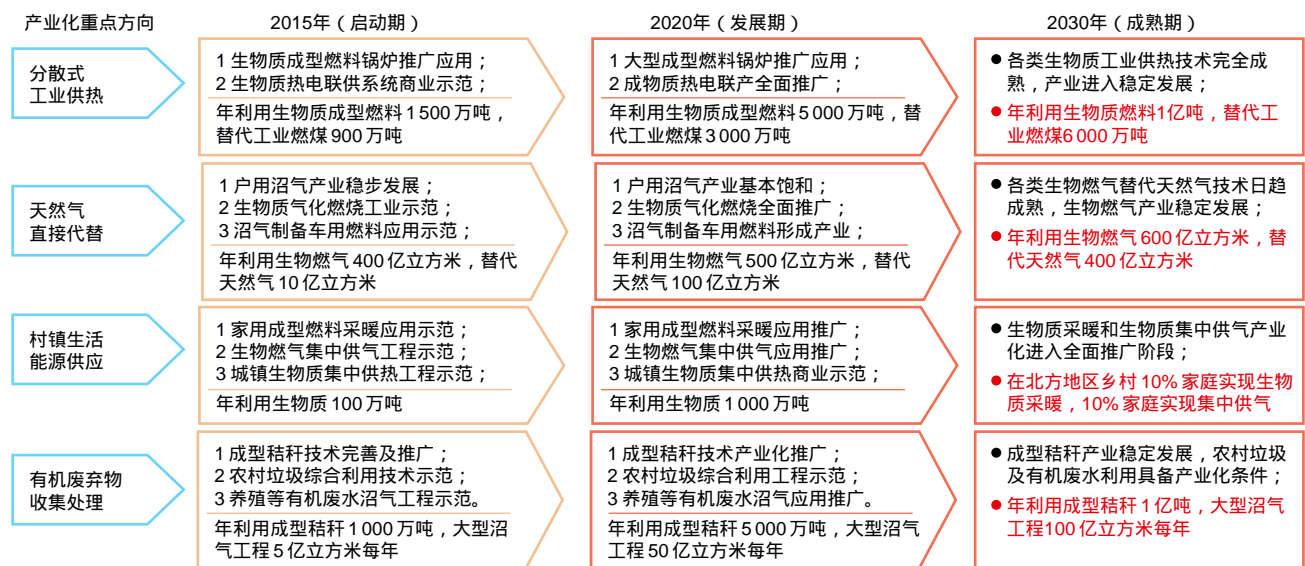 产业化重点方向
2015年（启动期）
2020年（发展期）
2030年（成熟期）
分散式
工业供热
1 生物质成型燃料锅炉推广应用；
2 生物质热电联供系统商业示范；
年利用生物质成型燃料1 500 万吨，
替代工业燃煤 900 万吨
1 大型成型燃料锅炉推广应用；
2 成物质热电联产全面推广；
年利用生物质成型燃料5 000 万吨，替
代工业燃煤3 000 万吨
● 各类生物质工业供热技术完全成
熟，产业进入稳定发展；
● 年利用生物质燃料1亿吨，替代工
业燃煤6 000 万吨
天然气
直接代替
1 户用沼气产业稳步发展；
2 生物质气化燃烧工业示范；
3 沼气制备车用燃料应用示范；
年利用生物燃气 400 亿立方米，替代
天然气 10 亿立方米
1 户用沼气产业基本饱和；
2 生物质气化燃烧全面推广；
3 沼气制备车用燃料形成产业；
年利用生物燃气 500 亿立方米，替代
天然气 100 亿立方米
● 各类生物燃气替代天然气技术日趋
成熟，生物燃气产业稳定发展；
● 年利用生物燃气 600 亿立方米，替
代天然气 400 亿立方米
村镇生活
能源供应
1 家用成型燃料采暖应用示范；
2 生物燃气集中供气工程示范；
3 城镇生物质集中供热工程示范；
年利用生物质 100 万吨
1 家用成型燃料采暖应用推广；
2 生物燃气集中供气应用推广；
3 城镇生物质集中供热商业示范；
年利用生物质1 000 万吨
● 生物质采暖和生物质集中供气产业
化进入全面推广阶段；
● 在北方地区乡村 10% 家庭实现生物
质采暖，10% 家庭实现集中供气
有机废弃物
收集处理
1 成型秸秆技术完善及推广；
2 农村垃圾综合利用技术示范；
3 养殖等有机废水沼气工程示范。
年利用成型秸秆1 000 万吨，大型沼
气工程 5 亿立方米每年
1 成型秸秆技术产业化推广；
2 农村垃圾综合利用工程示范；
3 养殖等有机废水沼气应用推广。
年利用成型秸秆 5 000 万吨，大型沼气
工程 50 亿立方米每年
● 成型秸秆产业稳定发展，农村垃圾
及有机废水利用具备产业化条件；
● 年利用成型秸秆 1 亿吨，大型沼气
工程100 亿立方米每年